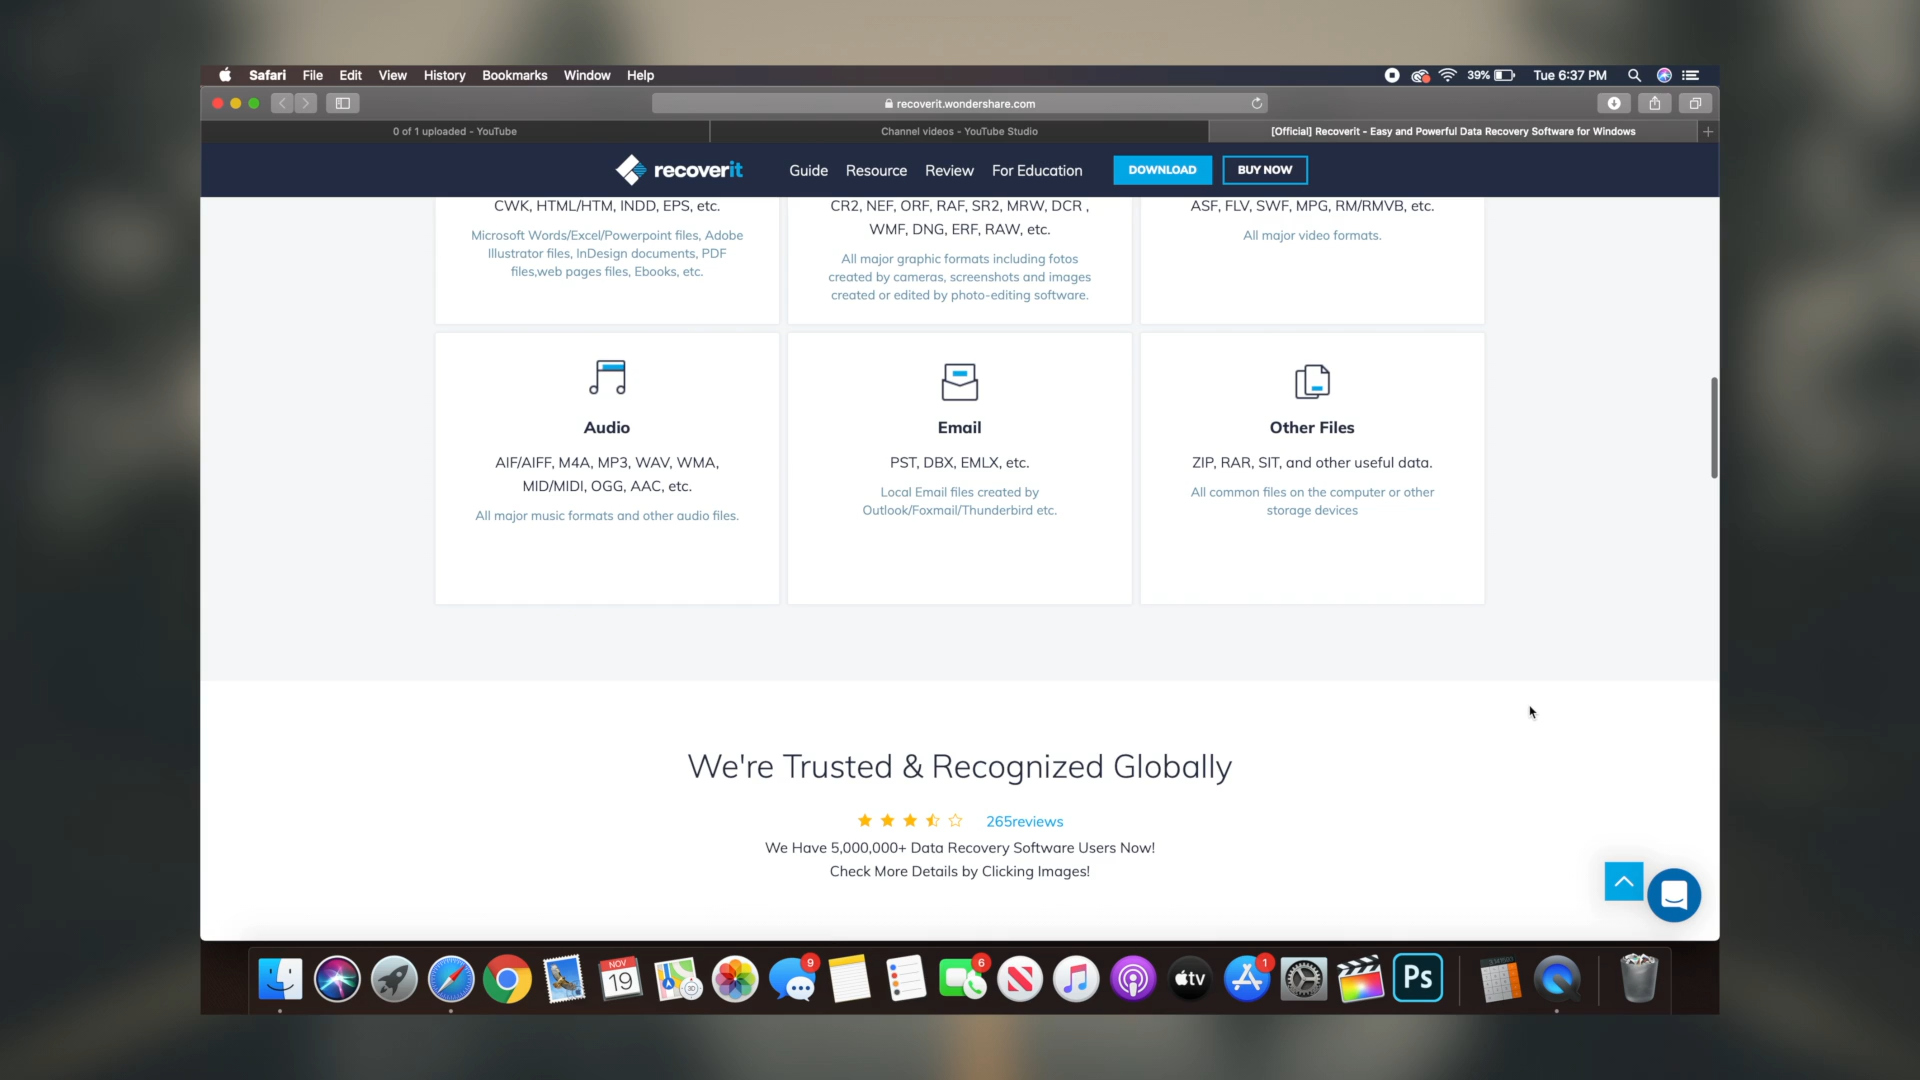 Safari File Edit View History Bookmarks Window Help
39% Tue 6:37 PM
recoverit.wondershare.com
0 of 1 uploaded - YouTube
Channel videos - YouTube Studio
[Official] Recoverit - Easy and Powerful Data Recovery Software for Windows
recoverit Guide Resource Review For Education DOWNLOAD BUY NOW
CWK, HTML/HTM, INDD, EPS, etc.
Microsoft Words/Excel/Powerpoint files, Adobe
Illustrator files, InDesign documents, PDF
files,web pages files, Ebooks, etc.
CR2, NEF, ORF, RAF, SR2, MRW, DCR ,
WMF, DNG, ERF, RAW, etc.
All major graphic formats including fotos
created by cameras, screenshots and images
created or edited by photo-editing software.
ASF, FLV, SWF, MPG, RM/RMVB, etc.
All major video formats.
Audio
AIF/AIFF, M4A, MP3, WAV, WMA,
MID/MIDI, OGG, AAC, etc.
All major music formats and other audio files.
Email
PST, DBX, EMLX, etc.
Local Email files created by
Outlook/Foxmail/Thunderbird etc.
Other Files
ZIP, RAR, SIT, and other useful data.
All common files on the computer or other
storage devices
We're Trusted & Recognized Globally
265reviews
We Have 5,000,000+ Data Recovery Software Users Now!
Check More Details by Clicking Images!
NOV
19
3D
9
6
tv
1
Ps